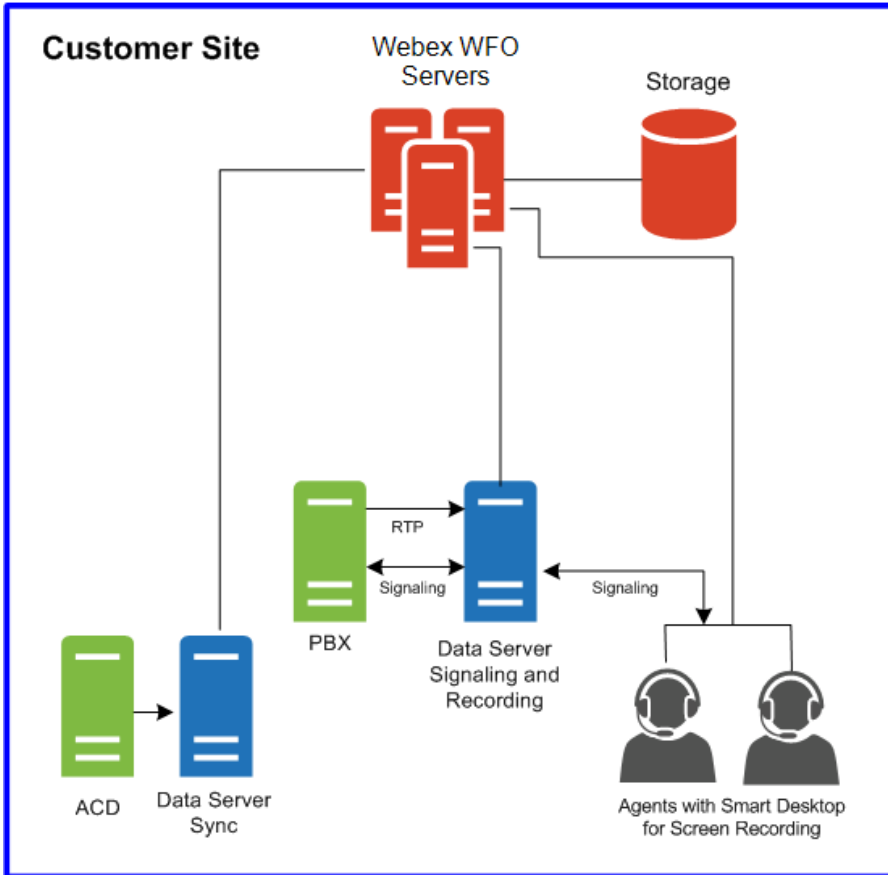 Customer Site
Webex WFO
Servers
Storage
RTP
Signaling
Signaling
PBX
Data Server
Signaling and
Recording
ACD
Data Server
Sync
Agents with Smart Desktop
for Screen Recording